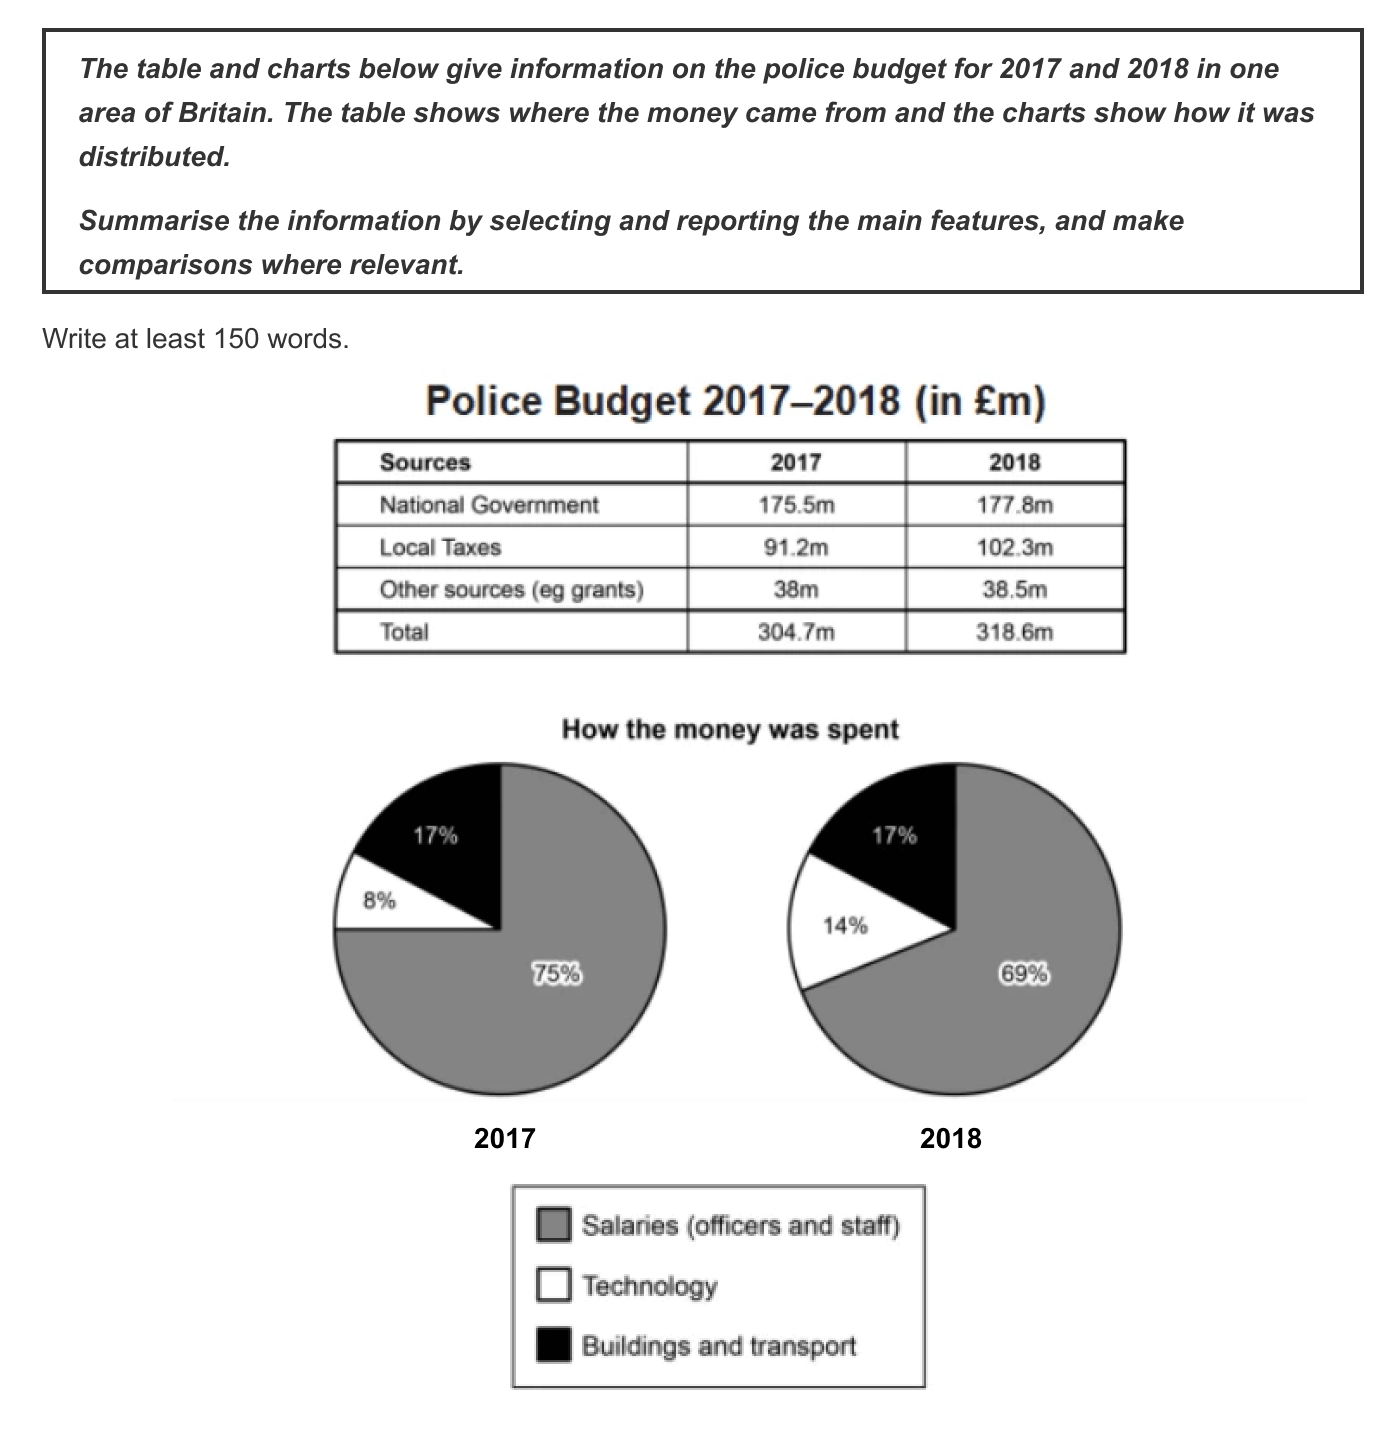 The table and charts below give information on the police budget for 2017 and 2018 in one
area of Britain. The table shows where the money came from and the charts show how it was
distributed.
Summarise the information by selecting and reporting the main features, and make
comparisons where relevant.
Write at least 150 words.
Police Budget 2017–2018 (in £m)
Sources 2017 2018
National Government 175.5m 177.8m
Local Taxes 91.2m 102.3m
Other sources (eg grants) 38m 38.5m
Total 304.7m 318.6m
How the money was spent
17% 17%
8% 14%
75% 69%
2017 2018
Salaries (officers and staff)
Technology
Buildings and transport